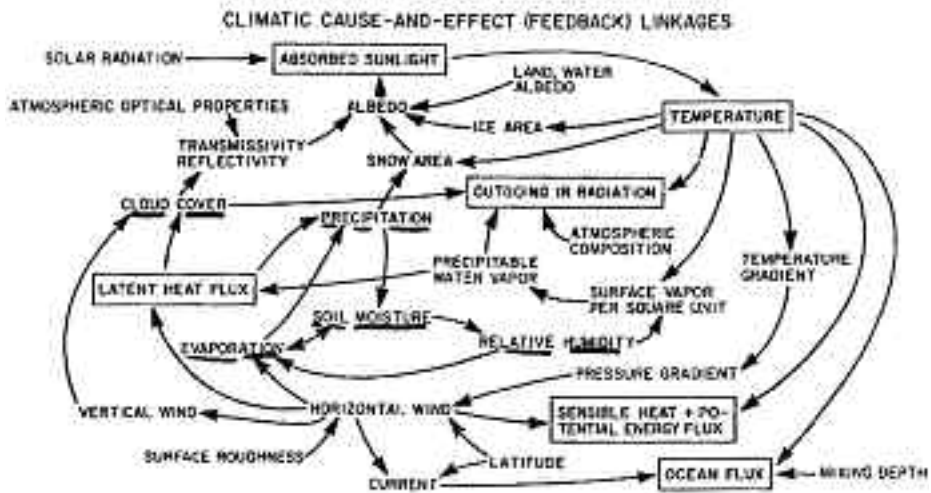 CLIMATIC CAUSE-AND-EFFECT (FEEDBACK) LINKAGES
SOLAR RADIATION
ABSORBED SUNLIGHT
LAND, WATER
ALBEDO
ATMOSPHERIC OPTICAL PROPERTIES
ALBEDO
ICE AREA
TEMPERATURE
TRANSMISSIVITY
REFLECTIVITY
SNOW AREA
OUTGOING IR RADIATION
CLOUD COVER
PRECIPITATION
ATMOSPHERIC
COMPOSITION
PRECIPITABLE
WATER VAPOR
TEMPERATURE
GRADIENT
LATENT HEAT FLUX
SURFACE VAPOR
PER SQUARE UNIT
SOIL MOISTURE
EVAPORATION
RELATIVE HUMIDITY
PRESSURE GRADIENT
VERTICAL WIND
HORIZONTAL WIND
SENSIBLE HEAT + PO-
TENTIAL ENERGY FLUX
SURFACE ROUGHNESS
LATITUDE
CURRENT
OCEAN FLUX
MIXING DEPTH